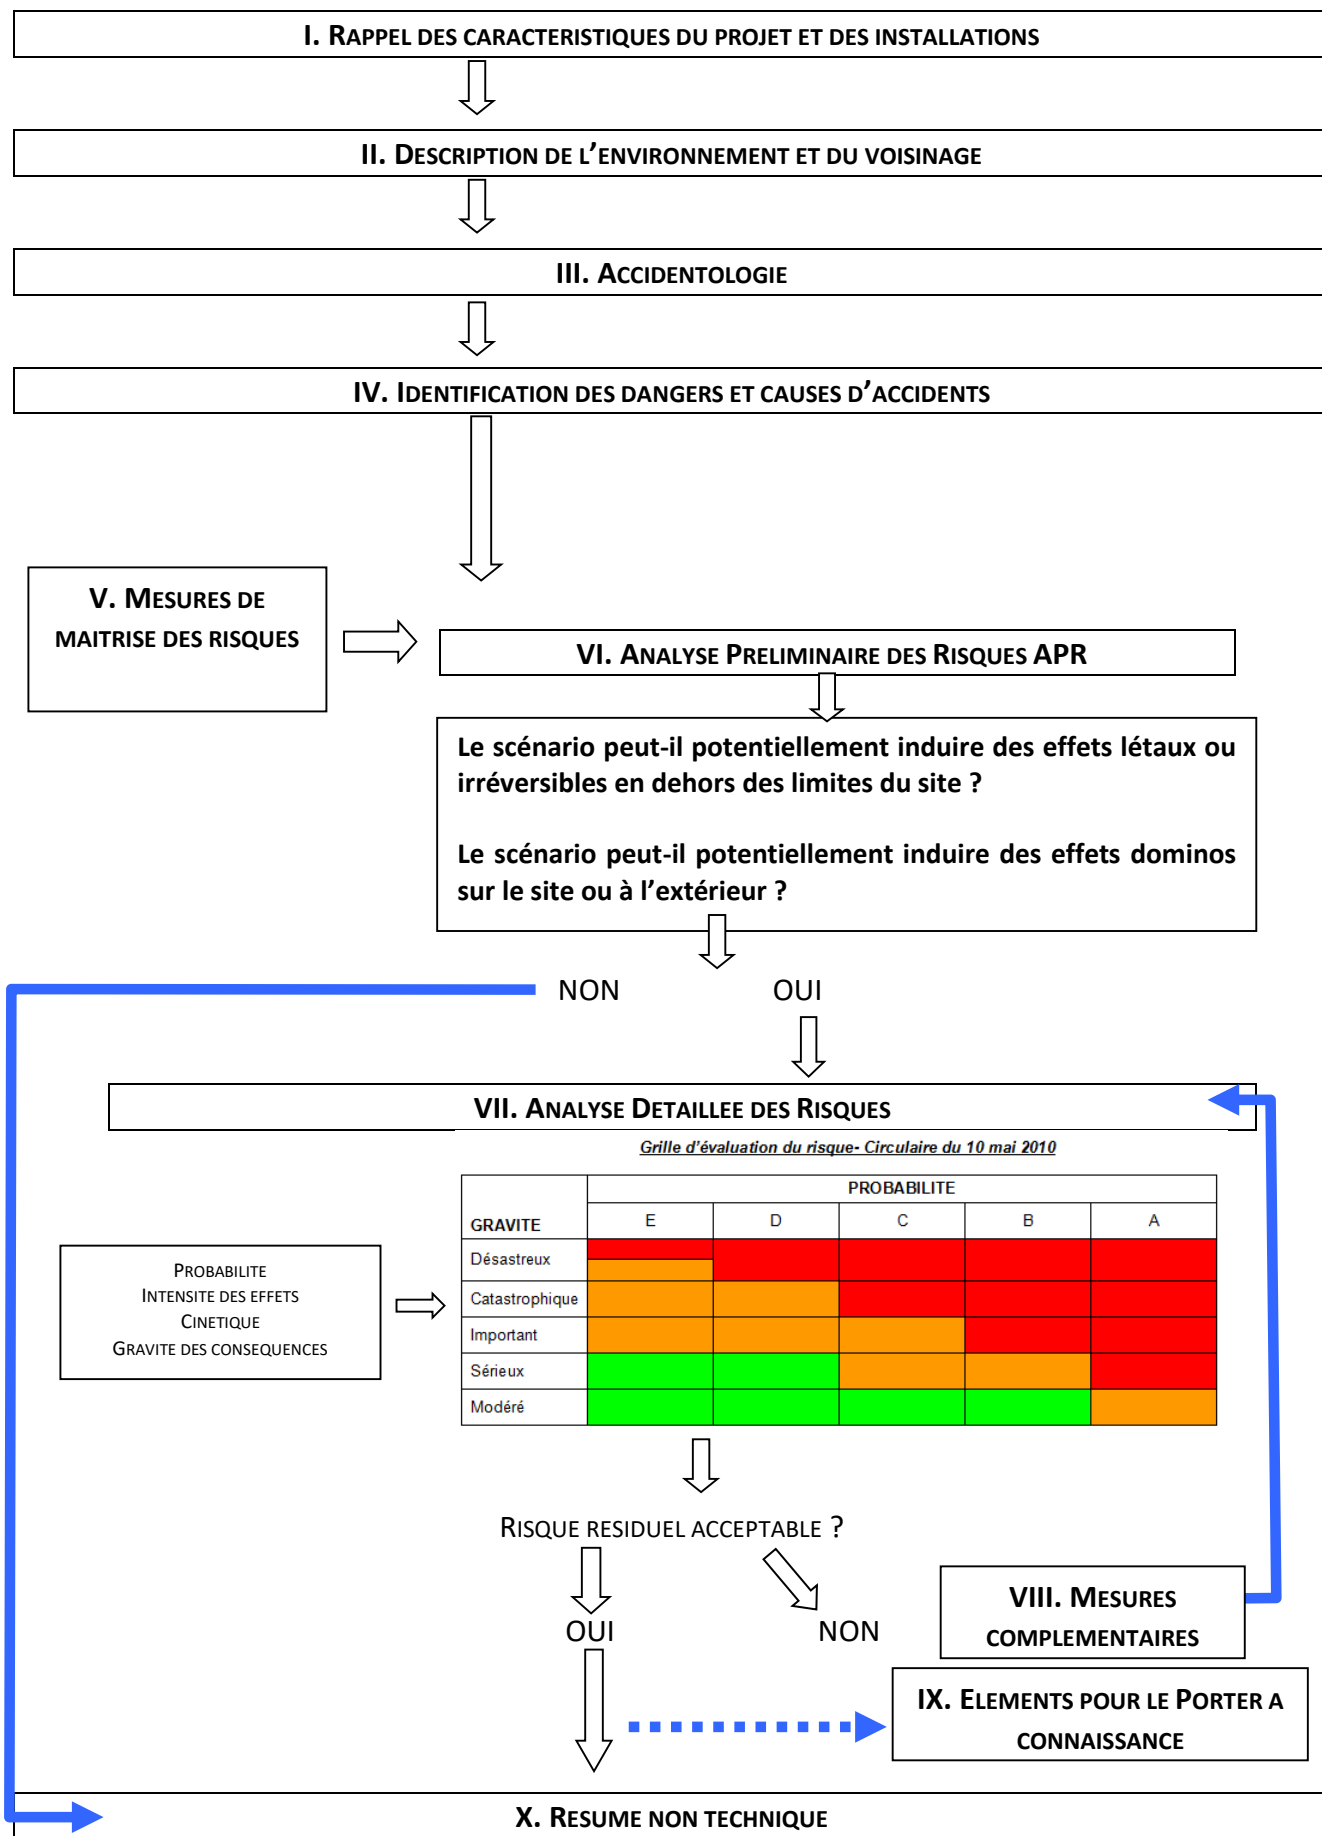 I. RAPPEL DES CARACTERISTIQUES DU PROJET ET DES INSTALLATIONS
II. DESCRIPTION DE L'ENVIRONNEMENT ET DU VOISINAGE
III. ACCIDENTOLOGIE
IV. IDENTIFICATION DES DANGERS ET CAUSES D'ACCIDENTS
V. MESURES DE
MAITRISE DES RISQUES
VI. ANALYSE PRELIMINAIRE DES RISQUES APR
Le scénario peut-il potentiellement induire des effets létaux ou
irréversibles en dehors des limites du site ?
Le scénario peut-il potentiellement induire des effets dominos
sur le site ou à l'extérieur ?
NON OUI
VII. ANALYSE DETAILLEE DES RISQUES
Grille d'évaluation du risque- Circulaire du 10 mai 2010
PROBABILITE
GRAVITE E D C B A
Désastreux
Catastrophique
Important
Sérieux
Modéré
PROBABILITE
INTENSITE DES EFFETS
CINETIQUE
GRAVITE DES CONSEQUENCES
RISQUE RESIDUEL ACCEPTABLE ?
OUI NON
VIII. MESURES
COMPLEMENTAIRES
IX. ELEMENTS POUR LE PORTER A
CONNAISSANCE
X. RESUME NON TECHNIQUE